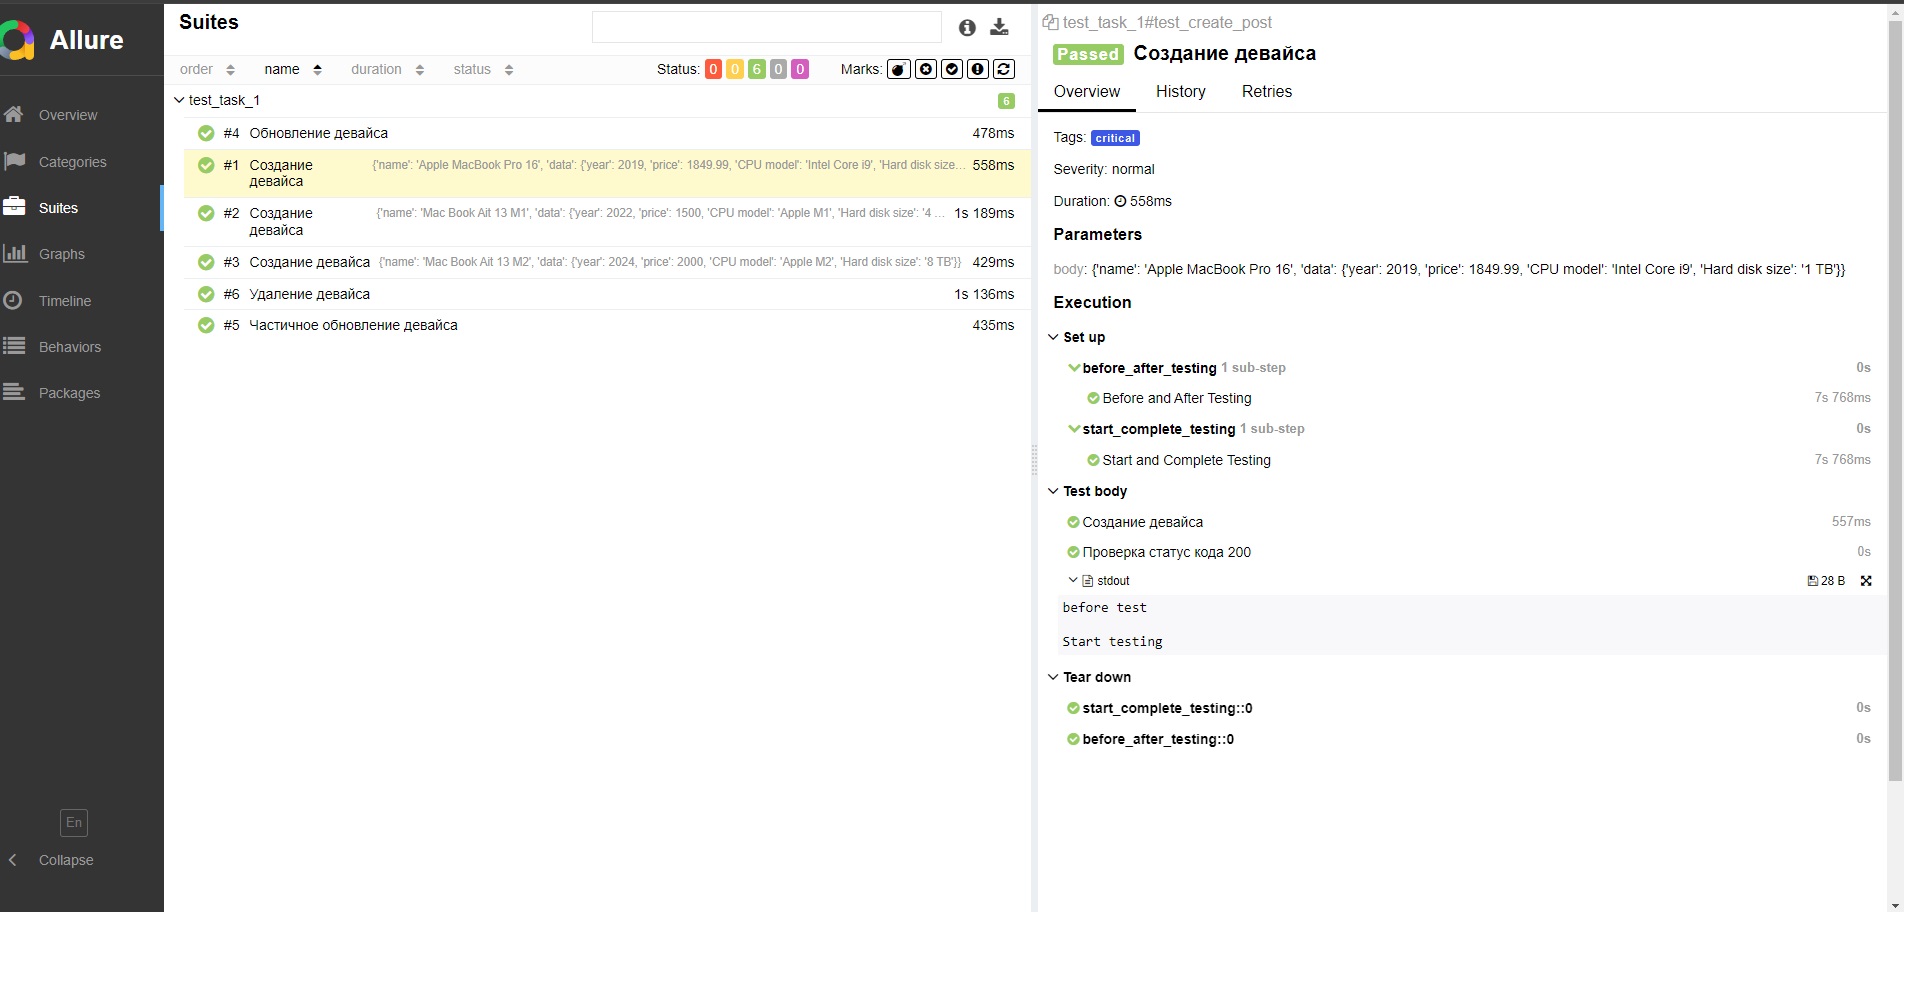 Allure
Overview
Categories
Suites
Graphs
Timeline
Behaviors
Packages
En
Collapse
Suites
order name duration status Status: 0 0 6 0 0 Marks:
test_task_1 6
#4 Обновление девайса 478ms
#1 Создание девайса {'name': 'Apple MacBook Pro 16', 'data': {'year': 2019, 'price': 1849.99, 'CPU model': 'Intel Core i9', 'Hard disk size... 558ms
#2 Создание девайса {'name': 'Mac Book Ait 13 M1', 'data': {'year': 2022, 'price': 1500, 'CPU model': 'Apple M1', 'Hard disk size': '4 ... 1s 189ms
#3 Создание девайса {'name': 'Mac Book Ait 13 M2', 'data': {'year': 2024, 'price': 2000, 'CPU model': 'Apple M2', 'Hard disk size': '8 TB'}} 429ms
#6 Удаление девайса 1s 136ms
#5 Частичное обновление девайса 435ms
test_task_1#test_create_post
Passed Создание девайса
Overview History Retries
Tags: critical
Severity: normal
Duration: 558ms
Parameters
body: {'name': 'Apple MacBook Pro 16', 'data': {'year': 2019, 'price': 1849.99, 'CPU model': 'Intel Core i9', 'Hard disk size': '1 TB'}}
Execution
Set up
before_after_testing 1 sub-step 0s
Before and After Testing 7s 768ms
start_complete_testing 1 sub-step 0s
Start and Complete Testing 7s 768ms
Test body
Создание девайса 557ms
Проверка статус кода 200 0s
stdout 28 B
before test
Start testing
Tear down
start_complete_testing::0 0s
before_after_testing::0 0s